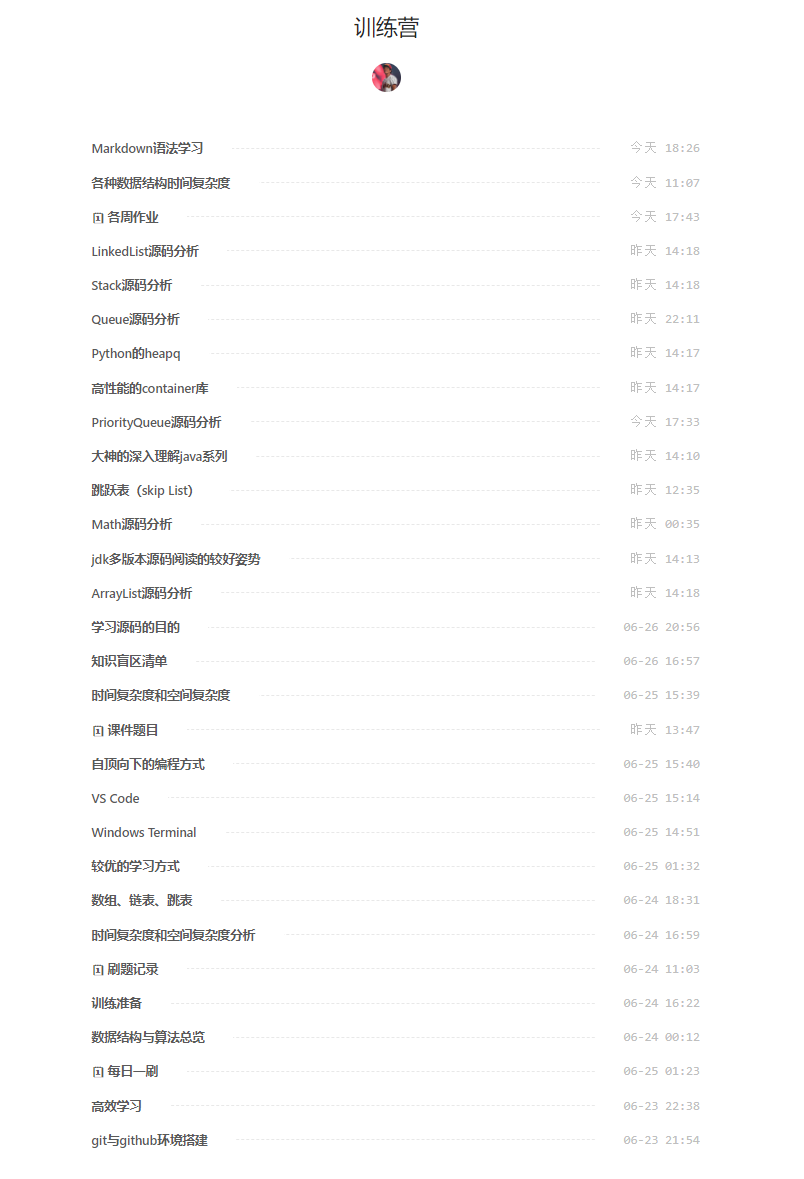 训练营
Markdown语法学习 今天 18:26
各种数据结构时间复杂度 今天 11:07
各周作业 今天 17:43
LinkedList源码分析 昨天 14:18
Stack源码分析 昨天 14:18
Queue源码分析 昨天 22:11
Python的heapq 昨天 14:17
高性能的container库 昨天 14:17
PriorityQueue源码分析 今天 17:33
大神的深入理解java系列 昨天 14:10
跳跃表（skip List） 昨天 12:35
Math源码分析 昨天 00:35
jdk多版本源码阅读的较好姿势 昨天 14:13
ArrayList源码分析 昨天 14:18
学习源码的目的 06-26 20:56
知识盲区清单 06-26 16:57
时间复杂度和空间复杂度 06-25 15:39
课件题目 昨天 13:47
自顶向下的编程方式 06-25 15:40
VS Code 06-25 15:14
Windows Terminal 06-25 14:51
较优的学习方式 06-25 01:32
数组、链表、跳表 06-24 18:31
时间复杂度和空间复杂度分析 06-24 16:59
刷题记录 06-24 11:03
训练准备 06-24 16:22
数据结构与算法总览 06-24 00:12
每日一刷 06-25 01:23
高效学习 06-23 22:38
git与github环境搭建 06-23 21:54